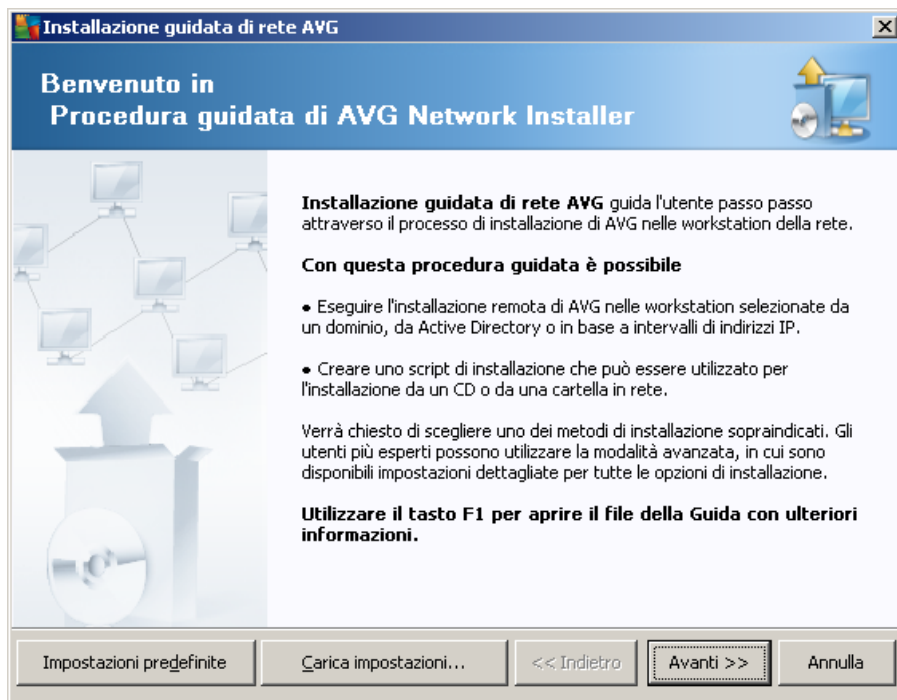 Installazione guidata di rete AVG
Benvenuto in
Procedura guidata di AVG Network Installer
Installazione guidata di rete AVG guida l'utente passo passo
attraverso il processo di installazione di AVG nelle workstation della rete.
Con questa procedura guidata è possibile
• Eseguire l'installazione remota di AVG nelle workstation selezionate da
un dominio, da Active Directory o in base a intervalli di indirizzi IP.
• Creare uno script di installazione che può essere utilizzato per
l'installazione da un CD o da una cartella in rete.
Verrà chiesto di scegliere uno dei metodi di installazione sopraindicati. Gli
utenti più esperti possono utilizzare la modalità avanzata, in cui sono
disponibili impostazioni dettagliate per tutte le opzioni di installazione.
Utilizzare il tasto F1 per aprire il file della Guida con ulteriori
informazioni.
Impostazioni predefinite
Carica impostazioni...
<< Indietro
Avanti >>
Annulla